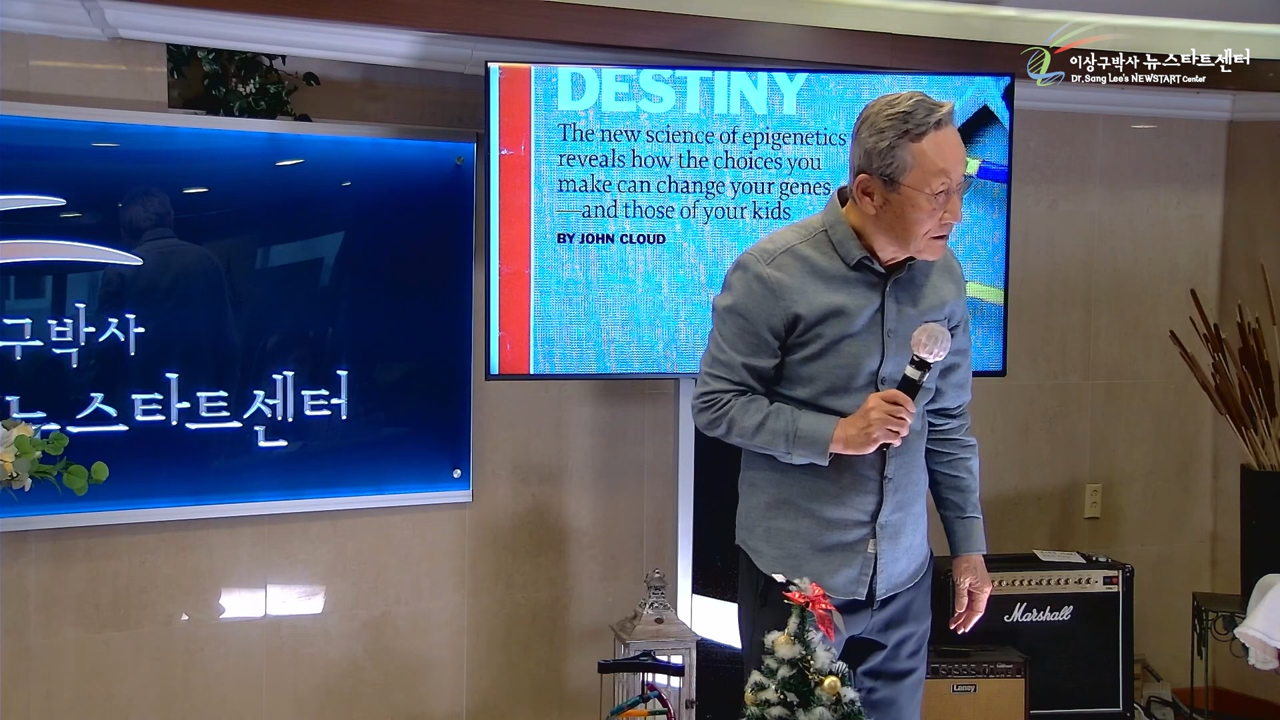 이상구박사 뉴스타트센터
Dr. Sang Lee's NEWSTART Center
DESTINY
The new science of epigenetics
reveals how the choices you
make can change your genes
—and those of your kids
BY JOHN CLOUD
구박사
뉴스타트센터
Marshall
Laney